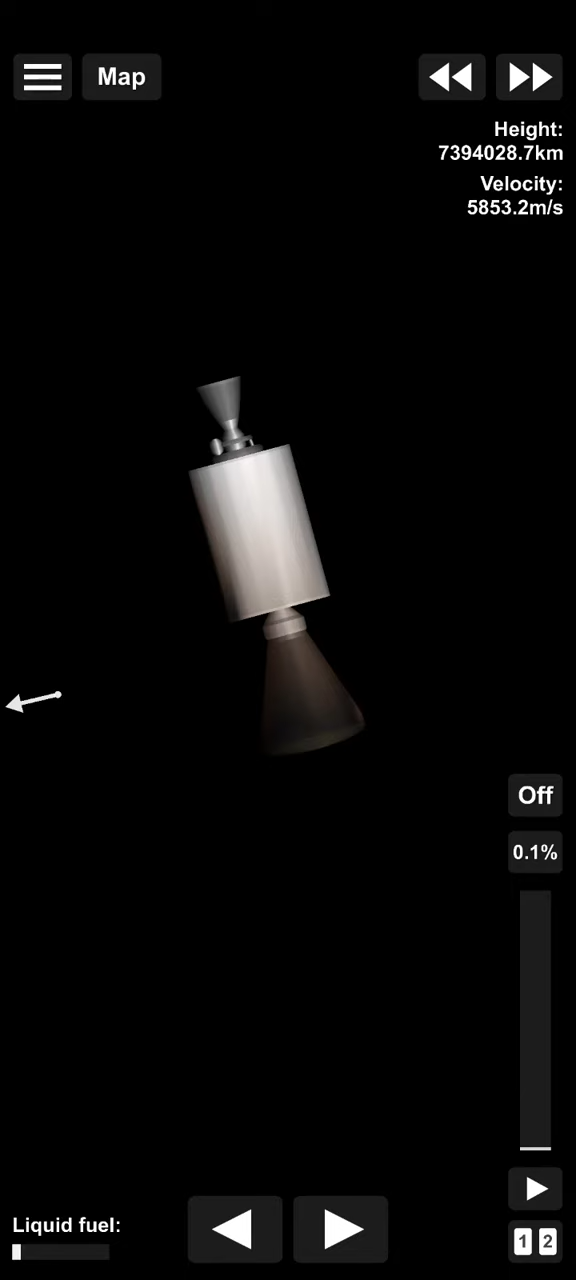 Map
Height:
7394028.7km
Velocity:
5853.2m/s
Off
0.1%
Liquid fuel:
1 2